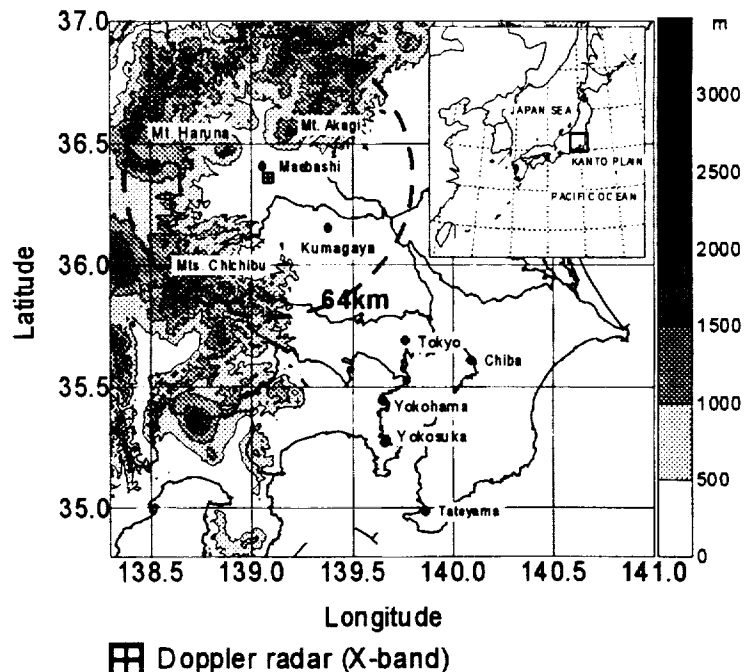 m
37.0
36.5
36.0
35.5
35.0
Latitude
138.5 139.0 139.5 140.0 140.5 141.0
Longitude
Mt. Haruna
Mt. Akagi
Maebashi
Kumagaya
Mts. Chichibu
64km
Tokyo
Chiba
Yokohama
Yokosuka
Tateyama
JAPAN SEA
KANTO PLAIN
PACIFIC OCEAN
3000
2500
2000
1500
1000
500
0
Doppler radar (X-band)